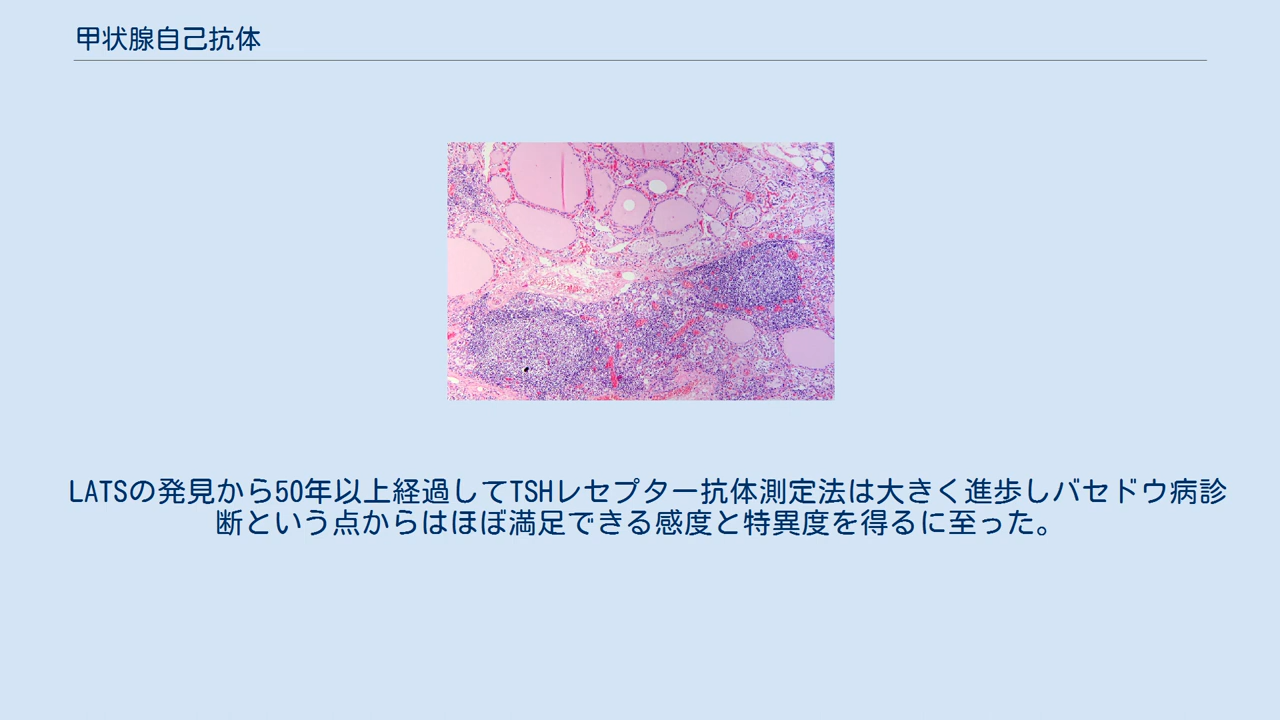 甲状腺自己抗体
LATSの発見から50年以上経過してTSHレセプター抗体測定法は大きく進歩しバセドウ病診
断という点からはほぼ満足できる感度と特異度を得るに至った。